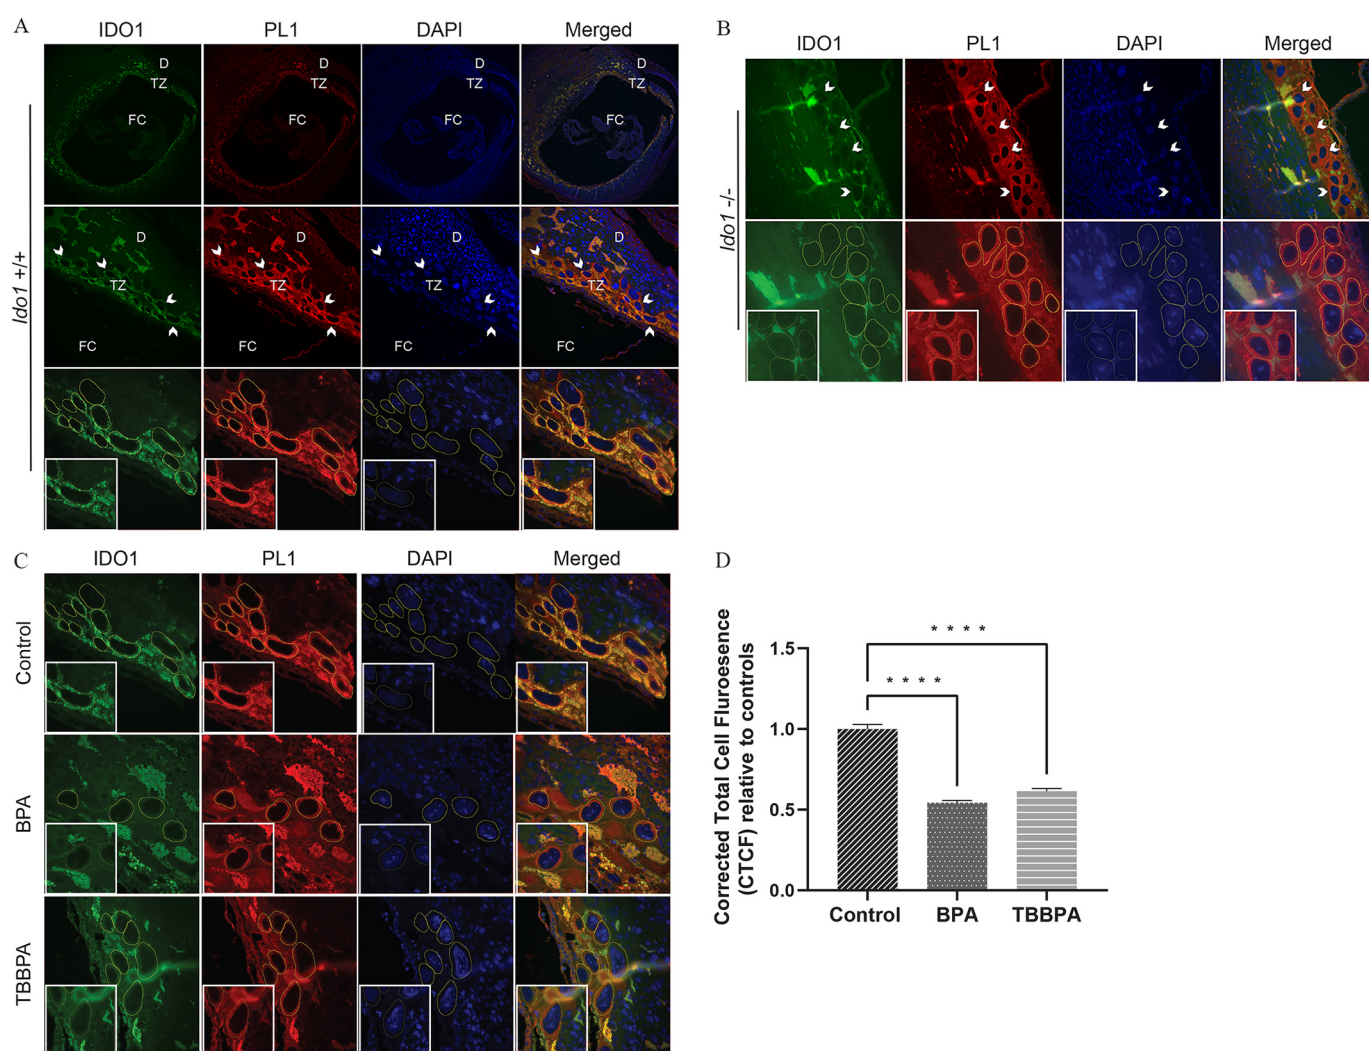 A
IDO1 PL1 DAPI Merged
D D D D
TZ TZ TZ TZ
FC FC FC FC
Ido1 +/+
D D D D
TZ TZ TZ TZ
FC FC FC FC
B
IDO1 PL1 DAPI Merged
Ido1 -/-
C
IDO1 PL1 DAPI Merged
Control
BPA
TBBPA
D
Corrected Total Cell Fluroesence
(CTCF) relative to controls
* * * *
* * * *
1.5
1.0
0.5
0.0
Control BPA TBBPA